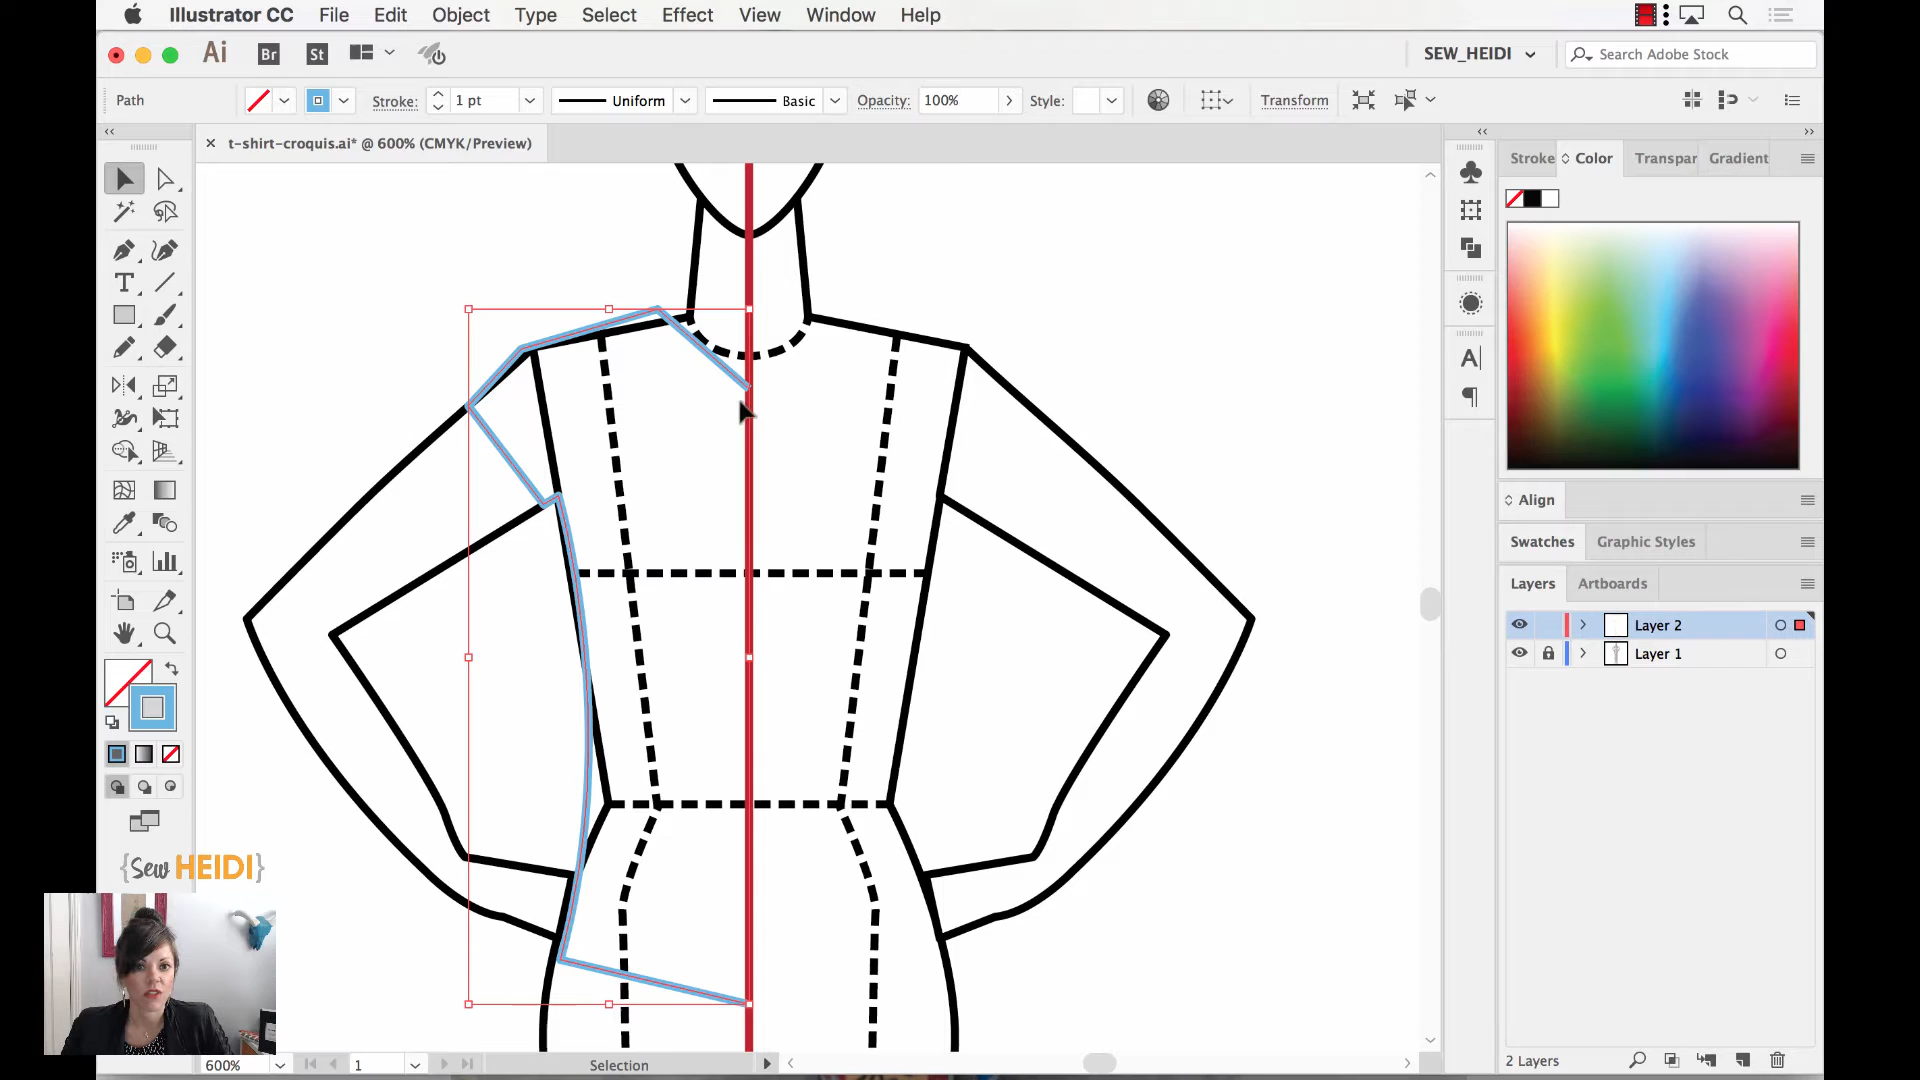 Illustrator CC File Edit Object Type Select Effect View Window Help
Ai Br St SEW_HEIDI Search Adobe Stock
Path Stroke: 1 pt Uniform Basic Opacity: 100% Style: Transform
× t-shirt-croquis.ai* @ 600% (CMYK/Preview)
Stroke Color Transpar Gradient
Align
Swatches Graphic Styles
Layers Artboards
Layer 2
Layer 1
{Sew HEIDI}
600% 1 Selection 2 Layers